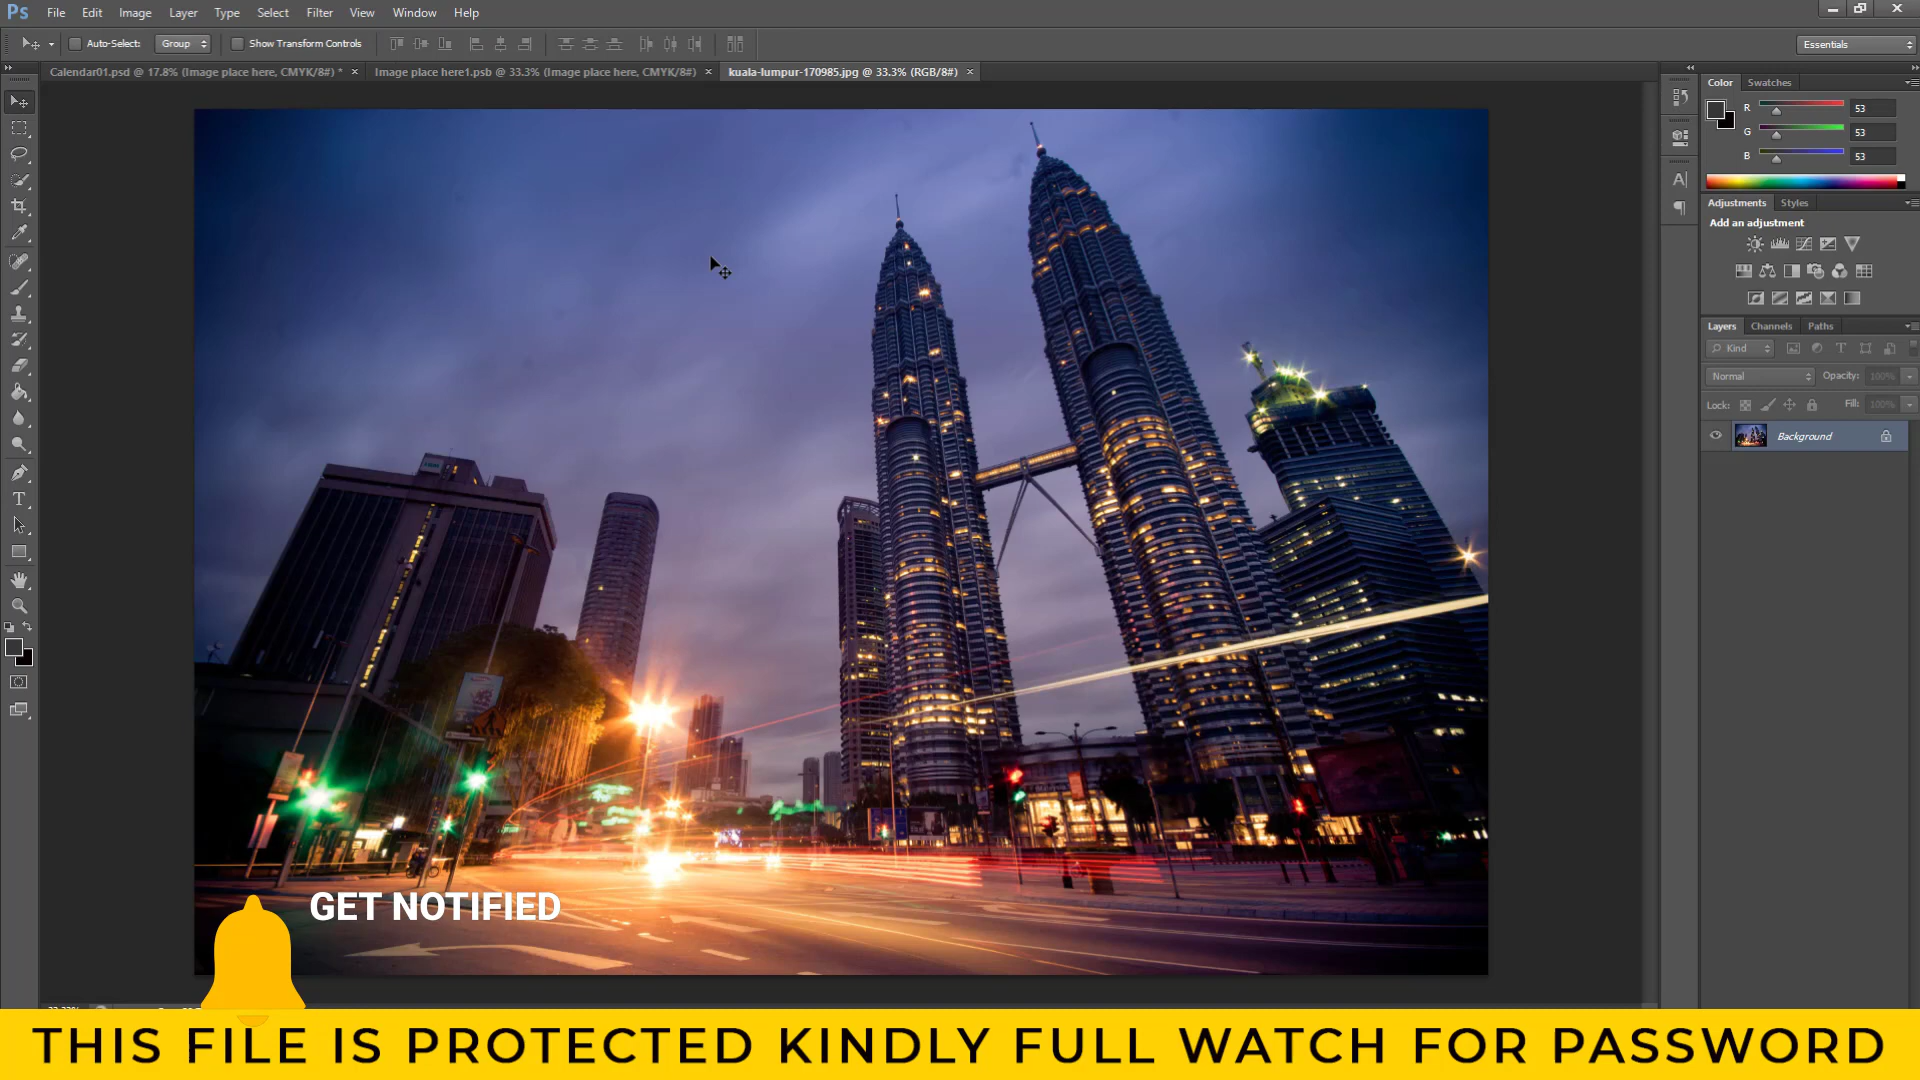 Ps File Edit Image Layer Type Select Filter View Window Help
Auto-Select: Group Show Transform Controls Essentials
Calendar01.psd @ 17.8% (Image place here, CMYK/8#) * × Image place here1.psb @ 33.3% (Image place here, CMYK/8#) × kuala-lumpur-170985.jpg @ 33.3% (RGB/8#) ×
Color Swatches
R 53
G 53
B 53
Adjustments Styles
Add an adjustment
Layers Channels Paths
Kind
Normal Opacity: 100%
Lock: Fill: 100%
Background
GET NOTIFIED
THIS FILE IS PROTECTED KINDLY FULL WATCH FOR PASSWORD